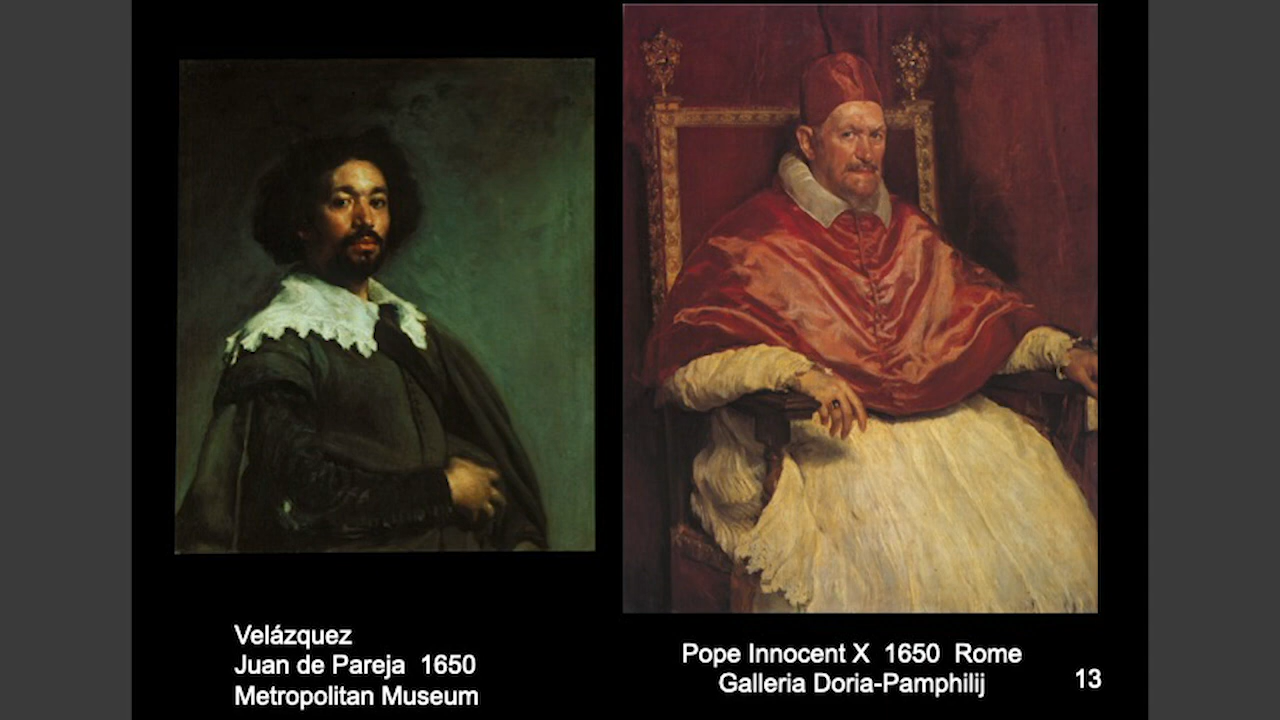 Velázquez
Juan de Pareja 1650
Metropolitan Museum
Pope Innocent X 1650 Rome
Galleria Doria-Pamphilij
13